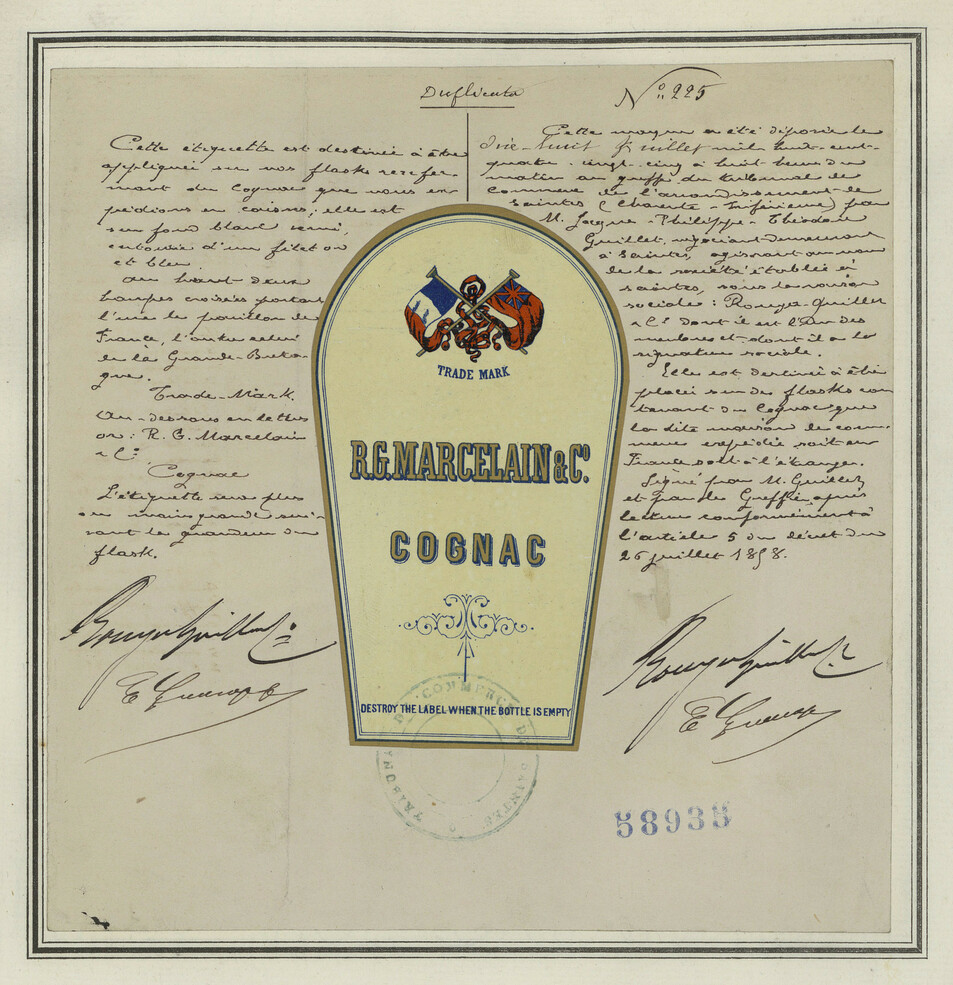 Duplicata
N° 225
Cette étiquette est destinée à être
appliquée sur nos flasks renfer-
mant du Cognac que nous ex-
pédions en caisses; elle est
sur fond blanc verni,
entourée d'un filet or
et bleu
Au haut deux
hampes croisées portant
l'une le pavillon de
France, l'autre celui
de la Grande-Breta-
gne.
Trade-Mark.
Au-dessous en lettres
or: R. G. Marcelain
& Cie
Cognac
L'étiquette sera plus
ou moins grande sui-
vant la grandeur du
flask.
Cette marque a été déposée le
dix-huit Juillet mil huit-cent-
quatre-vingt-cinq à huit heures du
matin au greffe du tribunal de
commerce de l'arrondissement de
Saintes (Charente-Inférieure) par
M. Jacques-Philippe-Théodore
Guillet, négociant demeurant
à Saintes, agissant au nom
de la société établie à
Saintes, sous la raison
sociale: Rouyer-Guillet
& Cie dont il est l'un des
membres et dont il a la
signature sociale.
Elle est destinée à être
placée sur des flasks con
tenant du Cognac que
la dite maison de com-
merce expédie soit en
France soit à l'étranger.
Signé par M. Guillet
et par le Greffier après
lecture conformément à
l'article 5 du décret du
26 juillet 1858.
TRADE MARK
R.G.MARCELAIN & Co.
COGNAC
DESTROY THE LABEL WHEN THE BOTTLE IS EMPTY
Rouyer Guillet & Cie
Rouyer Guillet & Cie
TRIBUNAL DE COMMERCE DE SAINTES
58935